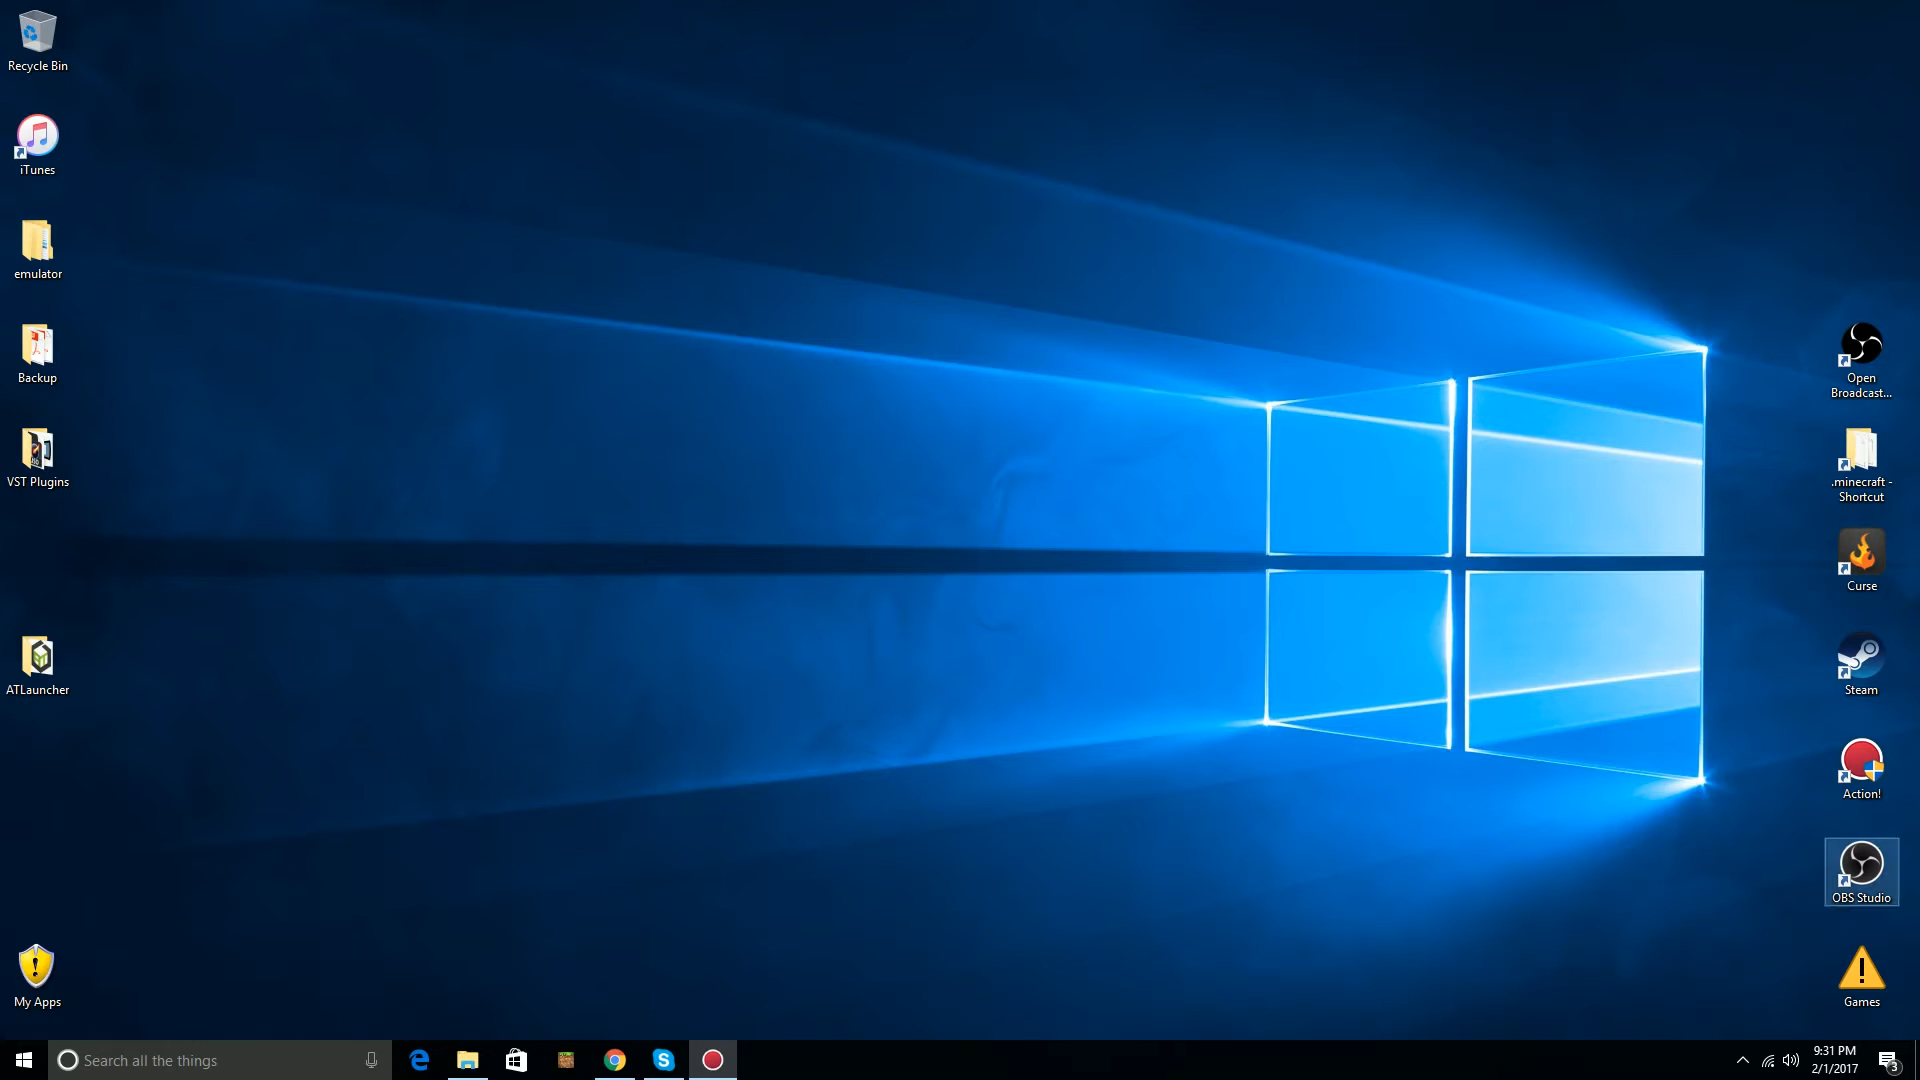 Recycle Bin
iTunes
emulator
Backup
VST Plugins
ATLauncher
My Apps
Open
Broadcast...
.minecraft -
Shortcut
Curse
Steam
Action!
OBS Studio
Games
Search all the things
9:31 PM
2/1/2017
3